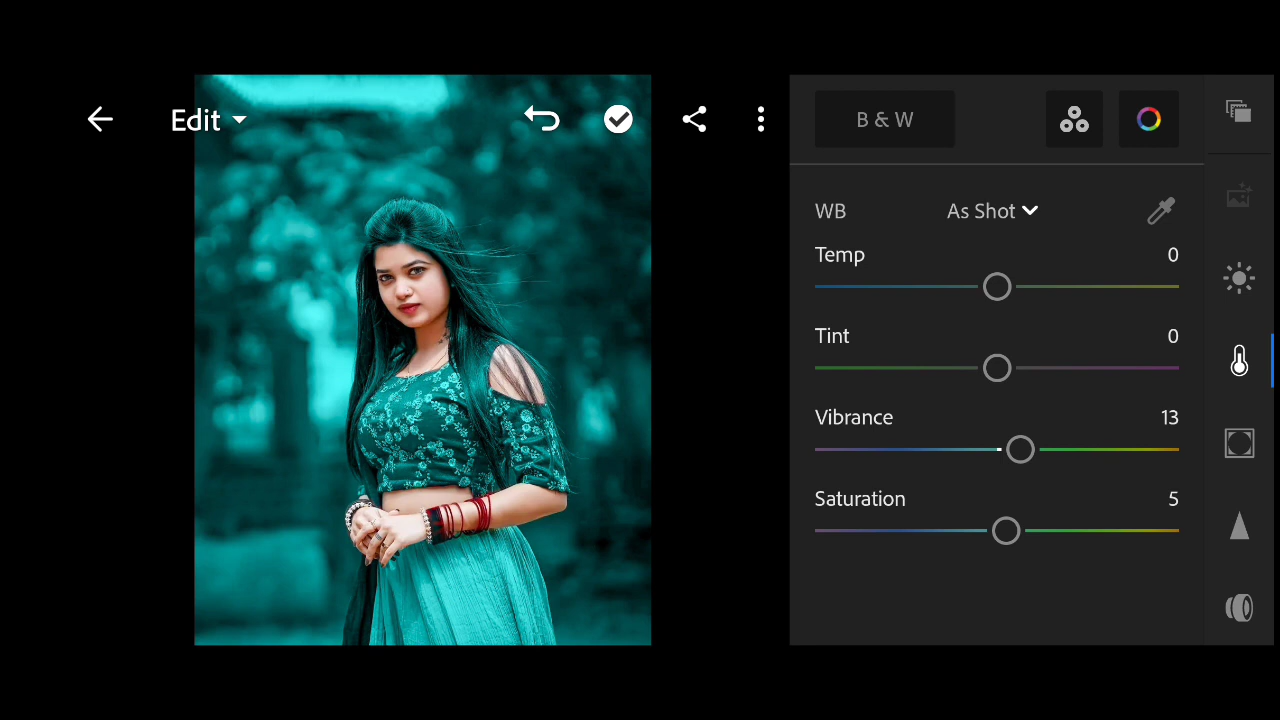 Edit
B & W
WB As Shot
Temp 0
Tint 0
Vibrance 13
Saturation 5